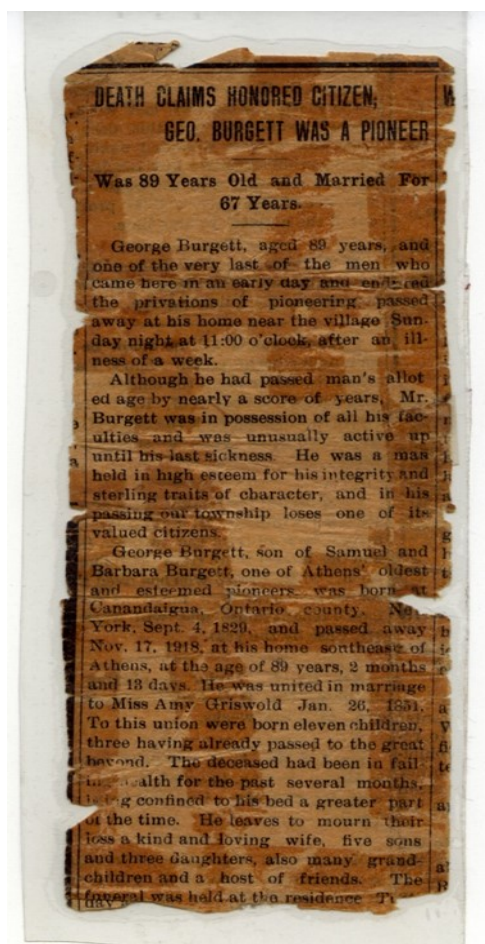 DEATH CLAIMS HONORED CITIZEN;
GEO. BURGETT WAS A PIONEER
Was 89 Years Old and Married For
67 Years.
George Burgett, aged 89 years, and
one of the very last of the men who
came here in an early day and endured
the privations of pioneering passed
away at his home near the village Sun-
day night at 11:00 o'clock, after an ill-
ness of a week.
Although he had passed man's allot
ed age by nearly a score of years, Mr.
Burgett was in possession of all his fac-
ulties and was unusually active up
until his last sickness. He was a man
held in high esteem for his integrity and
sterling traits of character, and in his
passing our township loses one of its
valued citizens.
George Burgett, son of Samuel and
Barbara Burgett, one of Athens' oldest
and esteemed pioneers was born at
Canandaigua, Ontario county, New
York, Sept. 4, 1829, and passed away
Nov. 17, 1918, at his home southeast of
Athens, at the age of 89 years, 2 months
and 13 days. He was united in marriage
to Miss Amy Griswold Jan. 26, 1851.
To this union were born eleven children,
three having already passed to the great
beyond. The deceased had been in fail-
ing health for the past several months,
being confined to his bed a greater part
of the time. He leaves to mourn their
loss a kind and loving wife, five sons
and three daughters, also many grand-
children and a host of friends. The
funeral was held at the residence
day